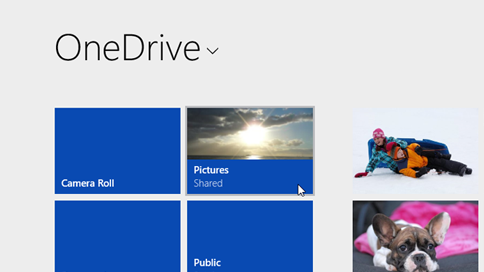 OneDrive
Camera Roll
Pictures
Shared
Public